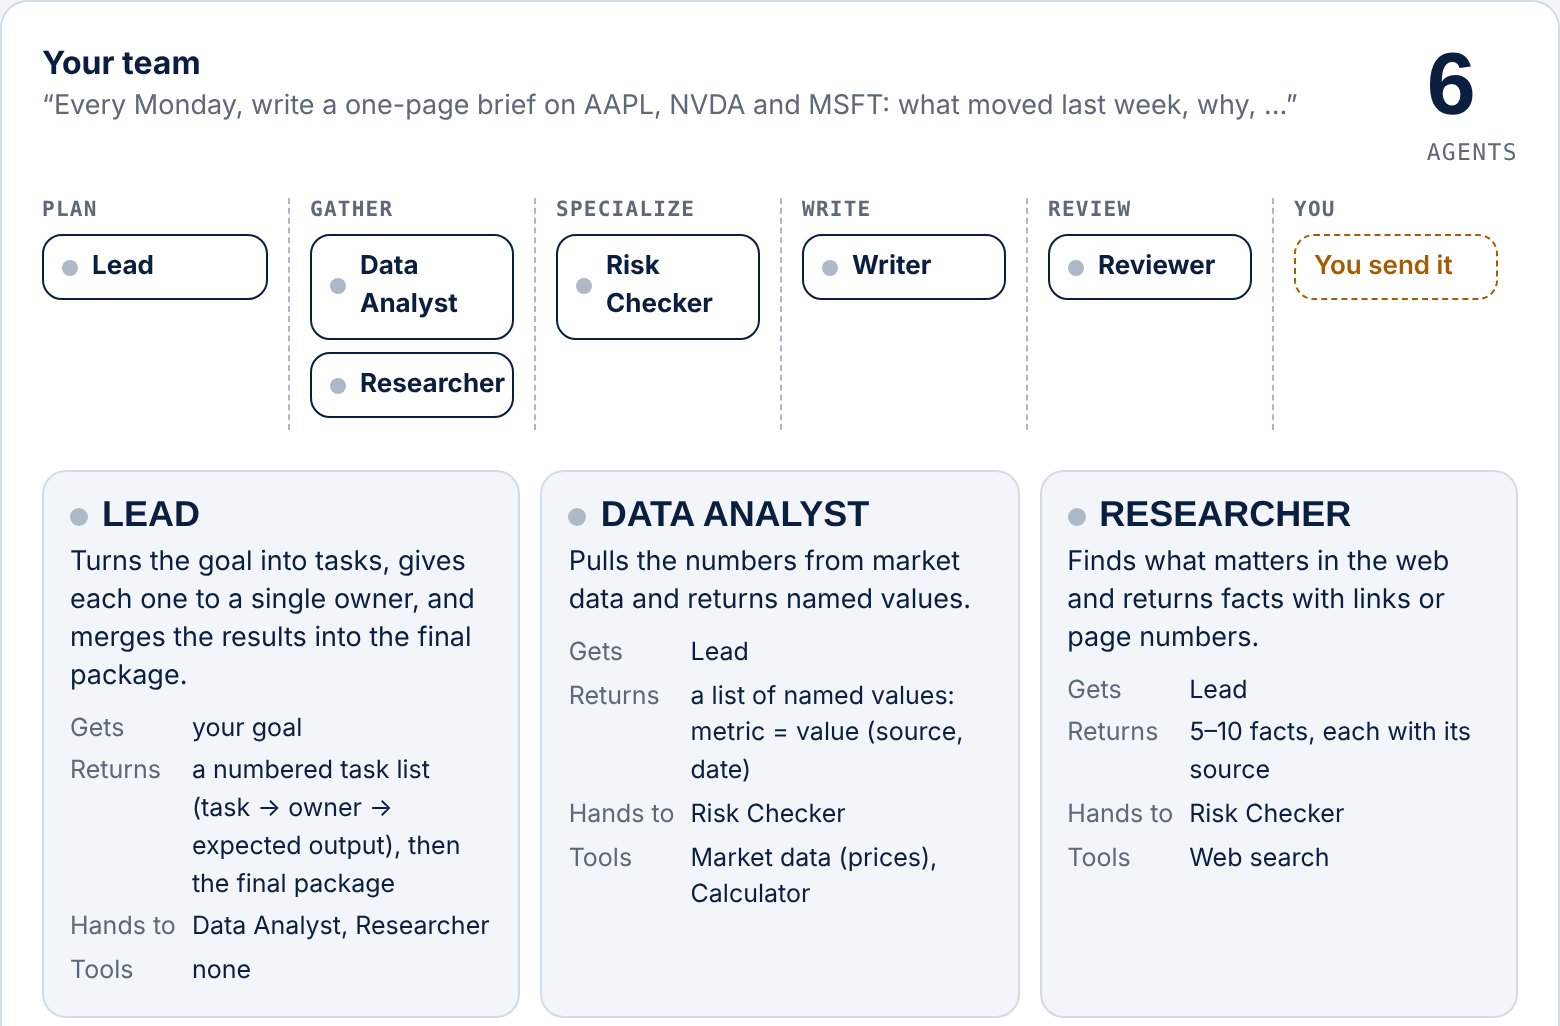 Your team
“Every Monday, write a one-page brief on AAPL, NVDA and MSFT: what moved last week, why, …”
6
AGENTS
PLAN
Lead
GATHER
Data
Analyst
Researcher
SPECIALIZE
Risk
Checker
WRITE
Writer
REVIEW
Reviewer
YOU
You send it
LEAD
Turns the goal into tasks, gives
each one to a single owner, and
merges the results into the final
package.
Gets your goal
Returns a numbered task list
(task → owner →
expected output), then
the final package
Hands to Data Analyst, Researcher
Tools none
DATA ANALYST
Pulls the numbers from market
data and returns named values.
Gets Lead
Returns a list of named values:
metric = value (source,
date)
Hands to Risk Checker
Tools Market data (prices),
Calculator
RESEARCHER
Finds what matters in the web
and returns facts with links or
page numbers.
Gets Lead
Returns 5–10 facts, each with its
source
Hands to Risk Checker
Tools Web search